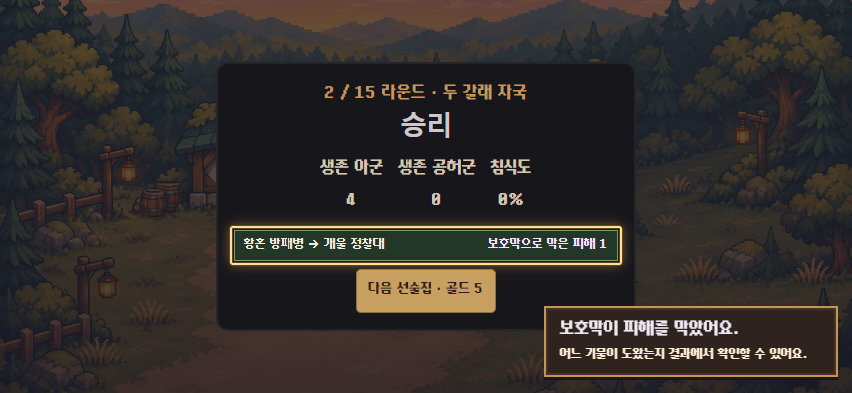 2 / 15 라운드 · 두 갈래 자국
승리
생존 아군 생존 공허군 침식도
4 0 0%
황혼 방패병 → 개울 정찰대 보호막으로 막은 피해 1
다음 선술집 · 골드 5
보호막이 피해를 막았어요.
어느 기물이 도왔는지 결과에서 확인할 수 있어요.